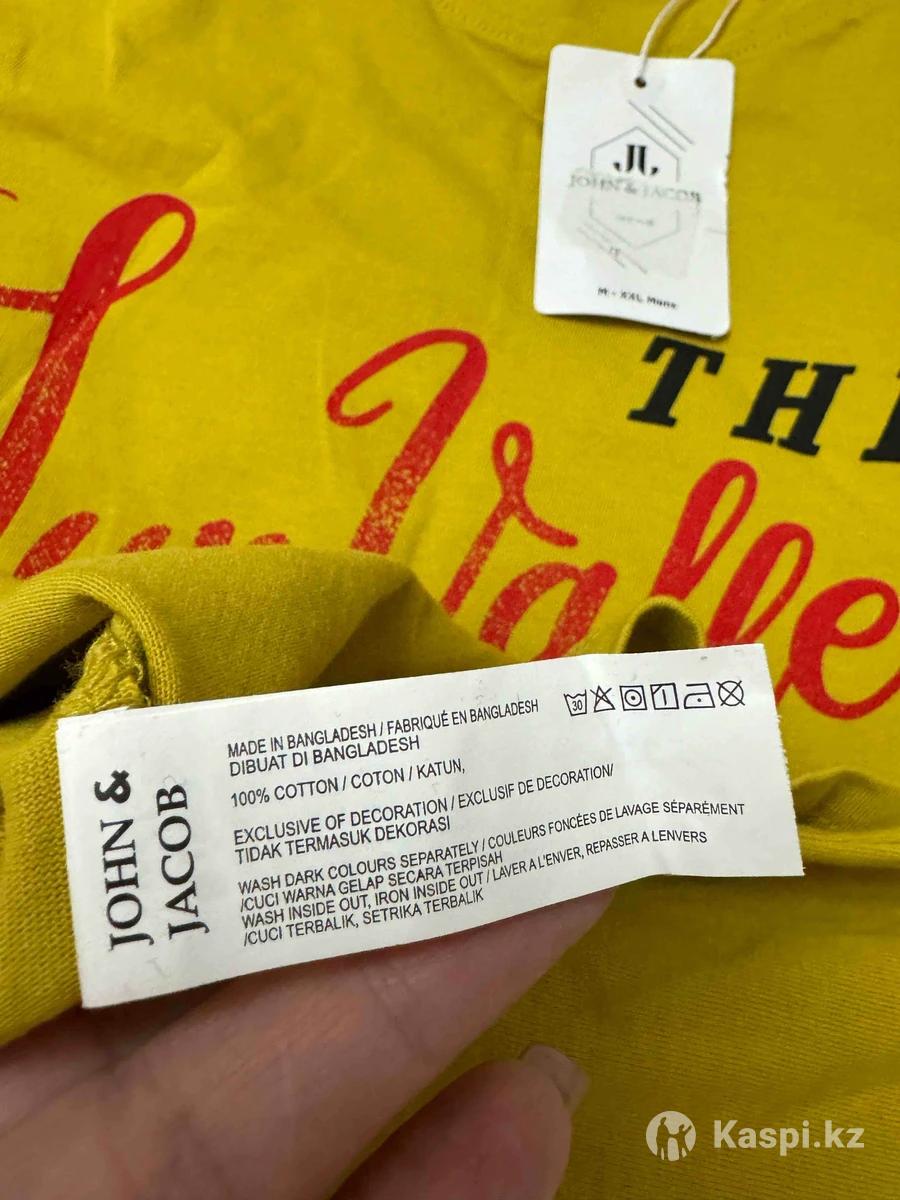 JJ
JOHN & JACOB
M - XXL Mens
THE
Valle
JOHN &
JACOB
30
MADE IN BANGLADESH / FABRIQUÉ EN BANGLADESH
DIBUAT DI BANGLADESH
100% COTTON / COTON / KATUN,
EXCLUSIVE OF DECORATION / EXCLUSIF DE DECORATION/
TIDAK TERMASUK DEKORASI
WASH DARK COLOURS SEPARATELY / COULEURS FONCÉES DE LAVAGE SÉPARÉMENT
/CUCI WARNA GELAP SECARA TERPISAH
WASH INSIDE OUT, IRON INSIDE OUT / LAVER A L'ENVER, REPASSER A LENVERS
/CUCI TERBALIK, SETRIKA TERBALIK
Kaspi.kz